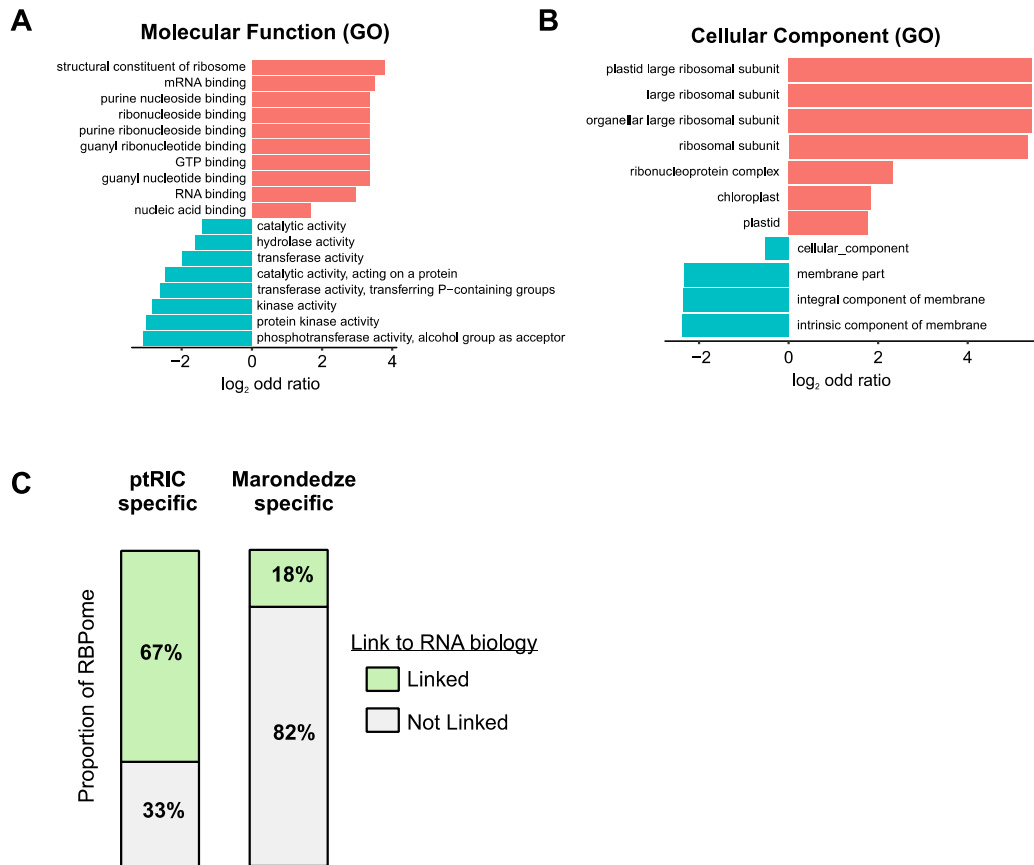 A
Molecular Function (GO)
structural constituent of ribosome
mRNA binding
purine nucleoside binding
ribonucleoside binding
purine ribonucleoside binding
guanyl ribonucleotide binding
GTP binding
guanyl nucleotide binding
RNA binding
nucleic acid binding
catalytic activity
hydrolase activity
transferase activity
catalytic activity, acting on a protein
transferase activity, transferring P−containing groups
kinase activity
protein kinase activity
phosphotransferase activity, alcohol group as acceptor
−2 0 2 4
log₂ odd ratio
B
Cellular Component (GO)
plastid large ribosomal subunit
large ribosomal subunit
organellar large ribosomal subunit
ribosomal subunit
ribonucleoprotein complex
chloroplast
plastid
cellular_component
membrane part
integral component of membrane
intrinsic component of membrane
−2 0 2 4
log₂ odd ratio
C
ptRIC specific
Marondedze specific
Proportion of RBPome
67%
33%
18%
82%
Link to RNA biology
Linked
Not Linked